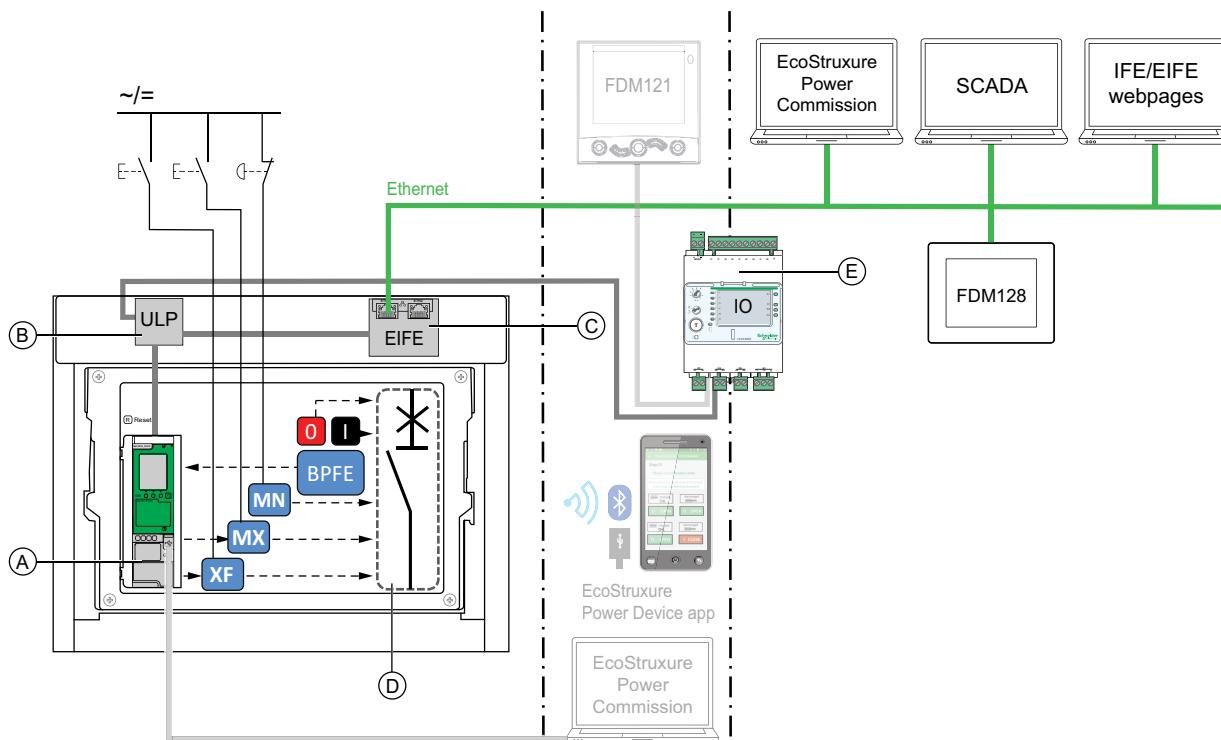 FDM121
EcoStruxure
Power
Commission
SCADA
IFE/EIFE
webpages
~/=
Ethernet
E
IO
FDM128
ULP
B
EIFE
C
R Reset
0
I
BPFE
MN
MX
A
XF
EcoStruxure
Power Device app
D
EcoStruxure
Power
Commission